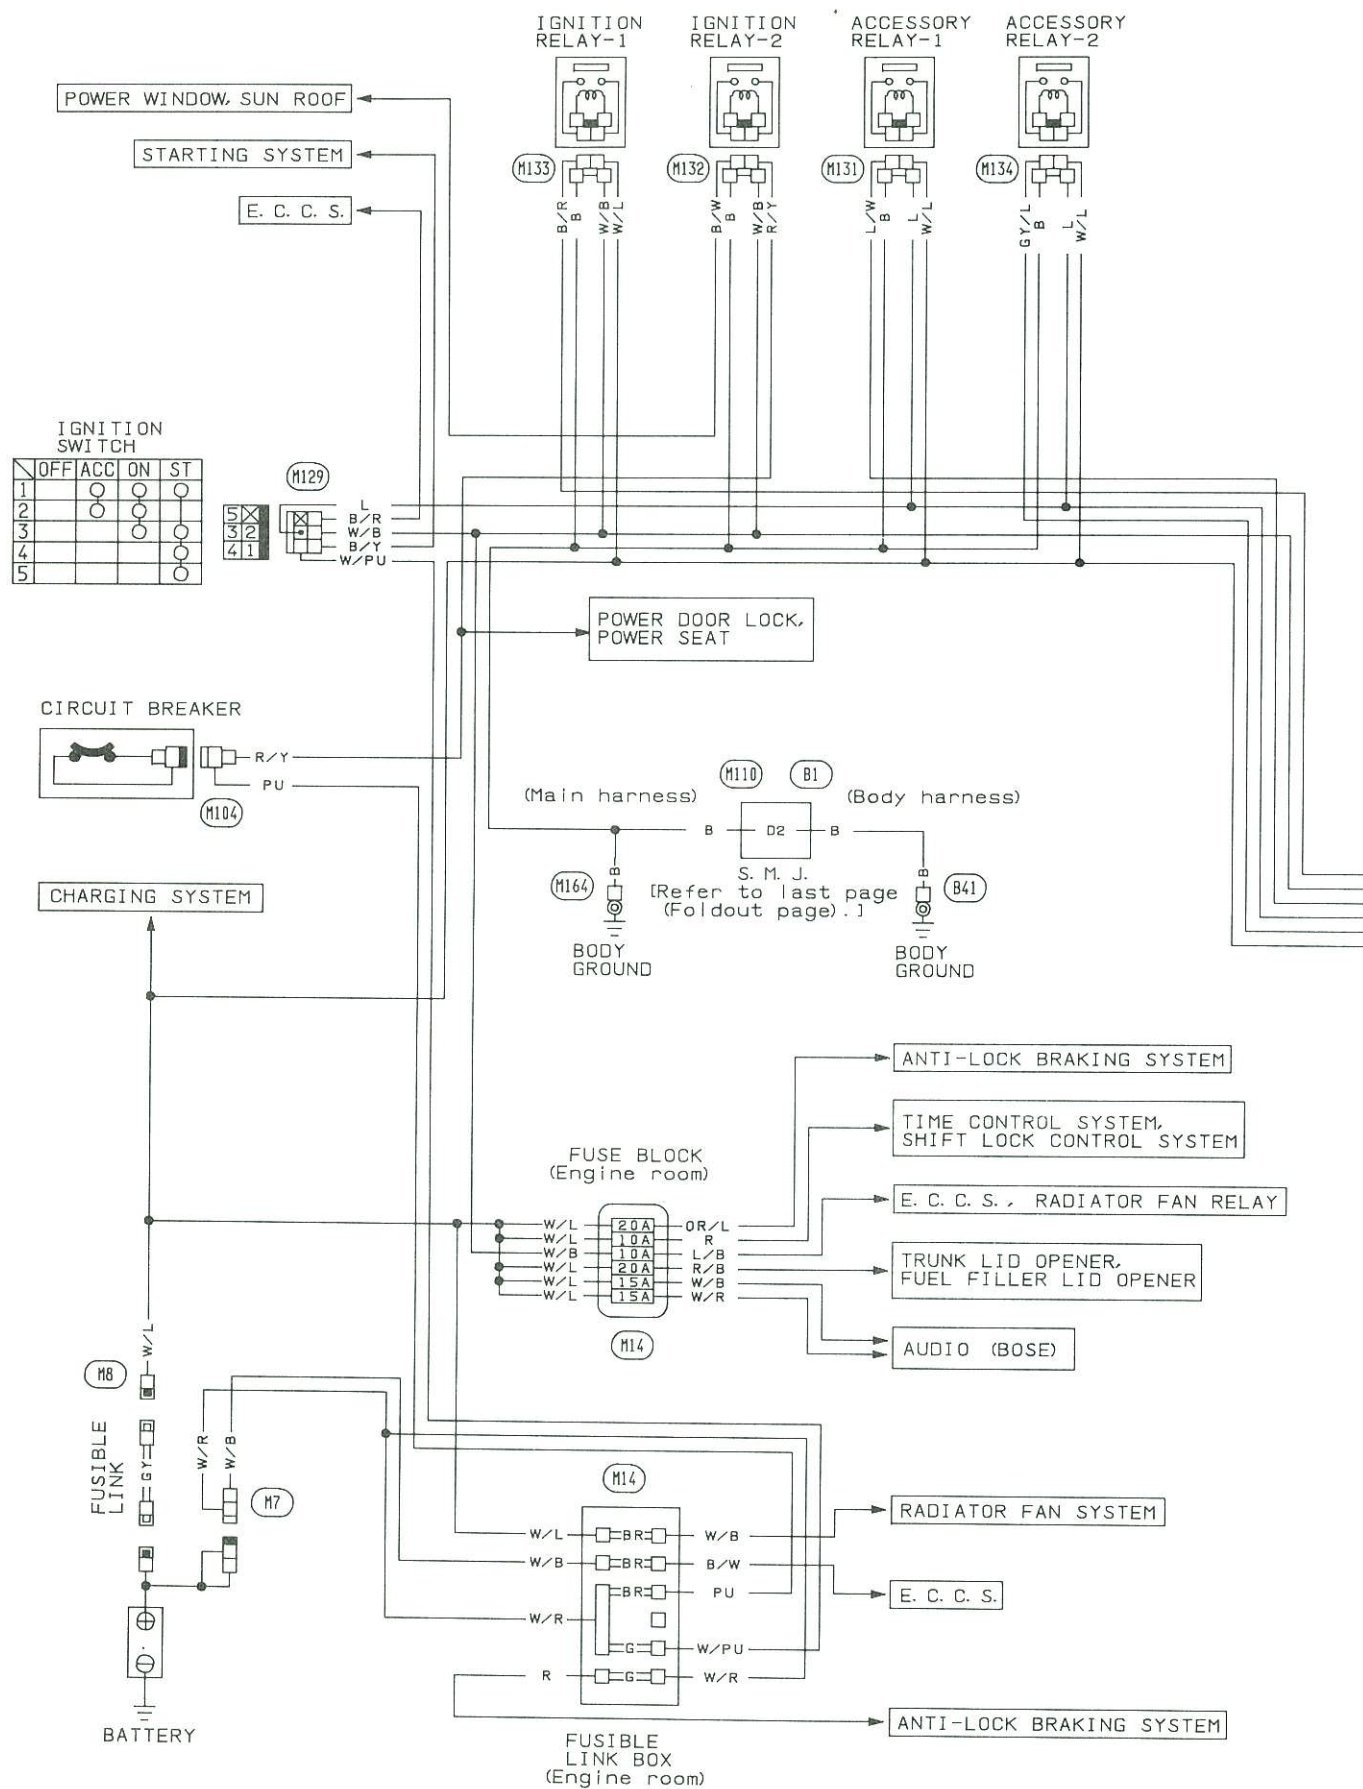 IGNITION
RELAY-1
IGNITION
RELAY-2
ACCESSORY
RELAY-1
ACCESSORY
RELAY-2
POWER WINDOW, SUN ROOF
STARTING SYSTEM
E. C. C. S.
M133
M132
M131
M134
B/R
B
W/B
W/L
B/W
B
W/B
R/Y
L/W
B
L
W/L
GY/L
B
L
W/L
IGNITION
SWITCH
OFF ACC ON ST
1
2
3
4
5
M129
5
3 2
4 1
L
B/R
W/B
B/Y
W/PU
POWER DOOR LOCK,
POWER SEAT
CIRCUIT BREAKER
R/Y
PU
M104
M110 B1
(Main harness)
(Body harness)
B D2 B
S. M. J.
[Refer to last page
(Foldout page).]
M164
B
BODY
GROUND
B
B41
BODY
GROUND
CHARGING SYSTEM
ANTI-LOCK BRAKING SYSTEM
TIME CONTROL SYSTEM,
SHIFT LOCK CONTROL SYSTEM
FUSE BLOCK
(Engine room)
E. C. C. S., RADIATOR FAN RELAY
W/L 20A OR/L
W/L 10A R
W/B 10A L/B
W/L 20A R/B
W/L 15A W/B
W/L 15A W/R
TRUNK LID OPENER,
FUEL FILLER LID OPENER
AUDIO (BOSE)
M14
W/L
M8
FUSIBLE
LINK
GY
W/R
W/B
M7
M14
W/L BR W/B
W/B BR B/W
BR PU
W/R
G W/PU
R G W/R
RADIATOR FAN SYSTEM
E. C. C. S.
ANTI-LOCK BRAKING SYSTEM
BATTERY
FUSIBLE
LINK BOX
(Engine room)